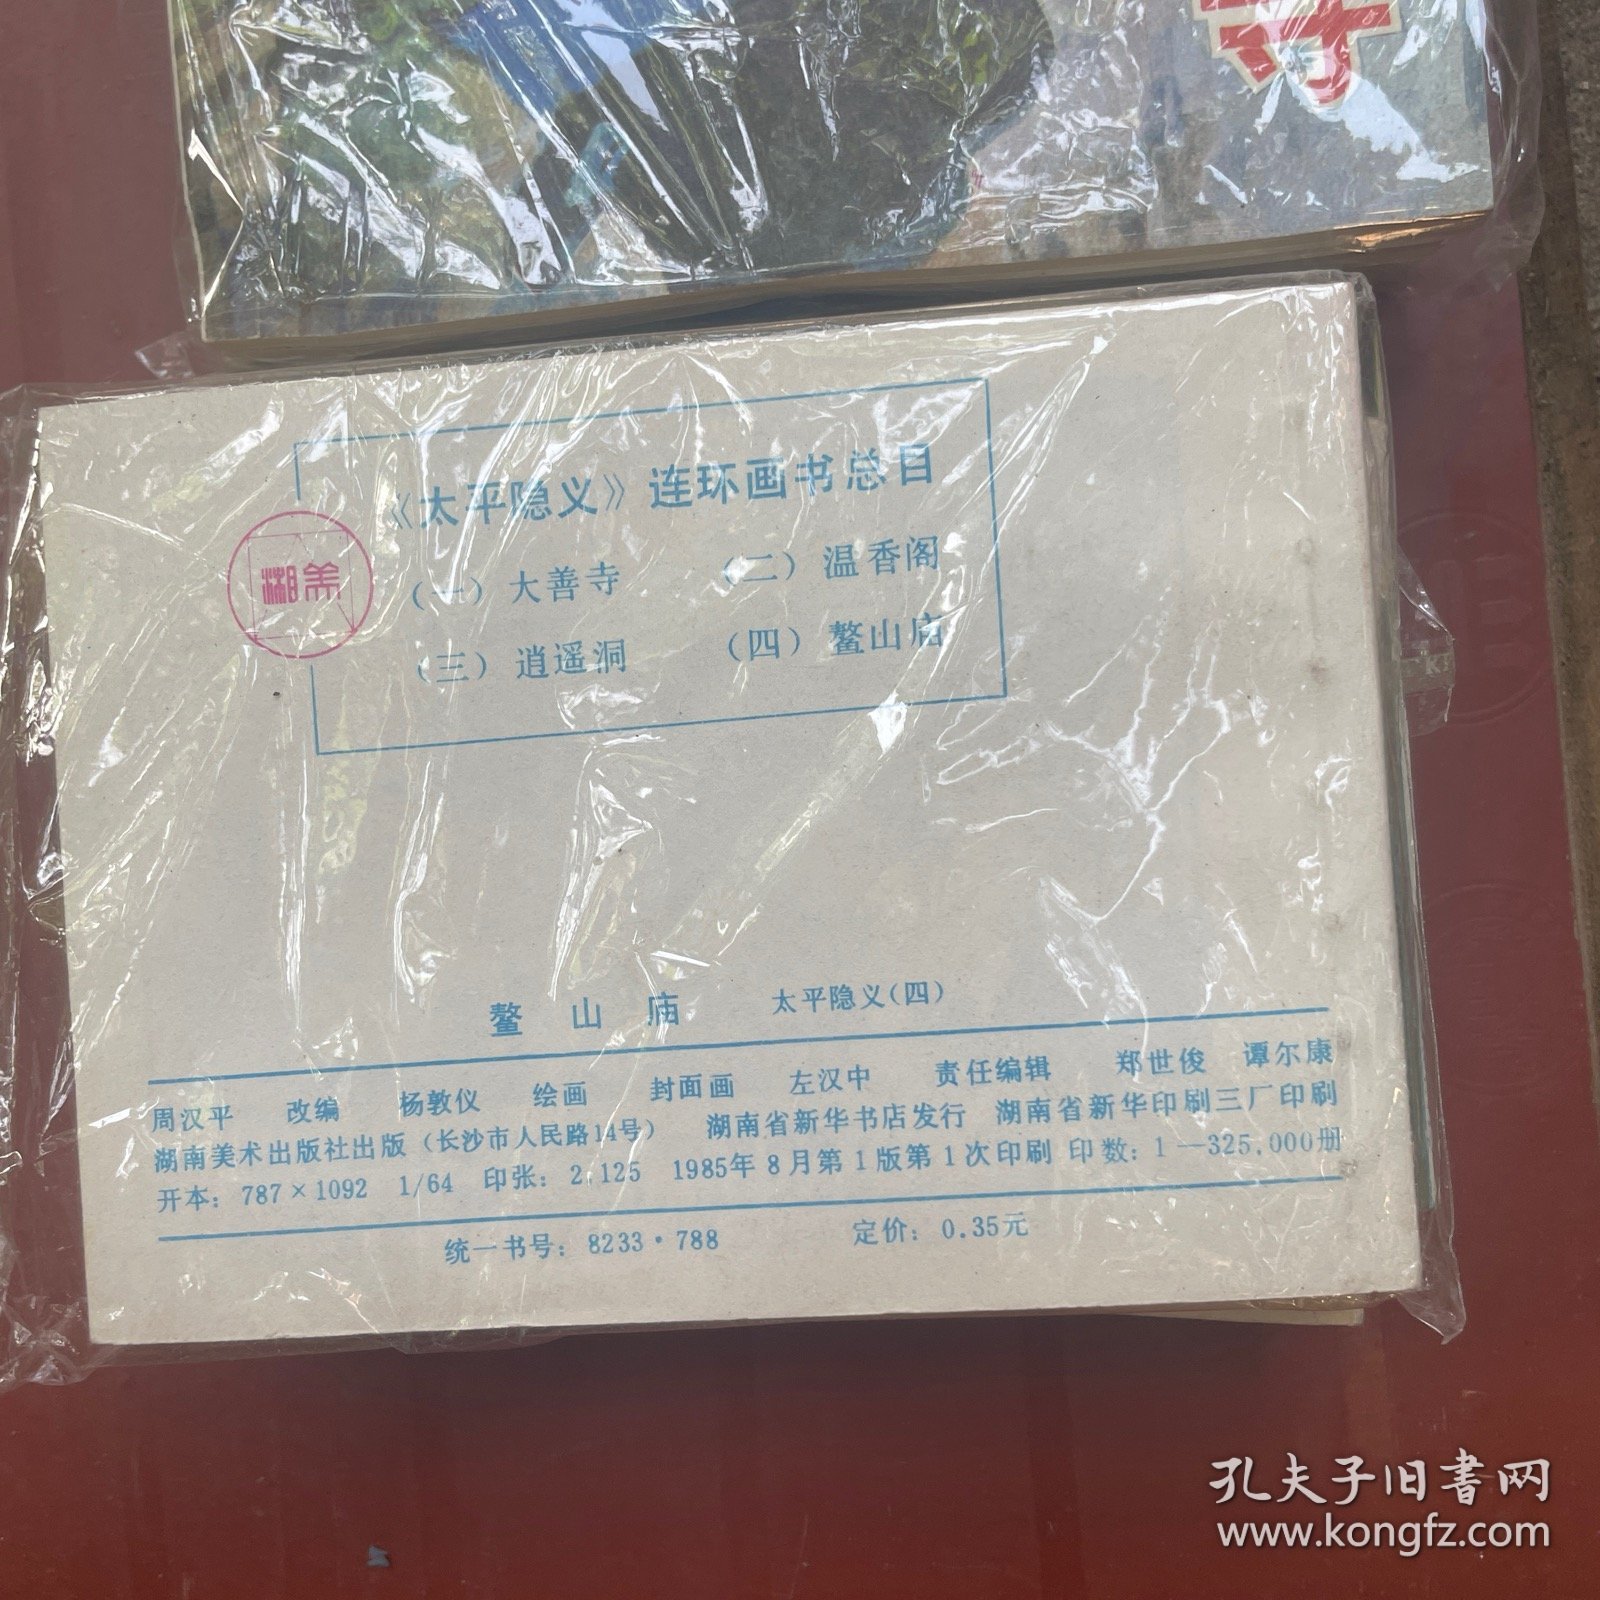 寺
《太平隐义》连环画书总目
(一)大善寺 (二)温香阁
(三)逍遥洞 (四)鳌山庙
湘美
鳌山庙 太平隐义(四)
周汉平 改编 杨敦仪 绘画 封面画 左汉中 责任编辑 郑世俊 谭尔康
湖南美术出版社出版(长沙市人民路14号) 湖南省新华书店发行 湖南省新华印刷三厂印刷
开本:787×1092 1/64 印张:2.125 1985年8月第1版第1次印刷 印数:1—325,000册
统一书号:8233·788 定价:0.35元
孔夫子旧书网
www.kongfz.com